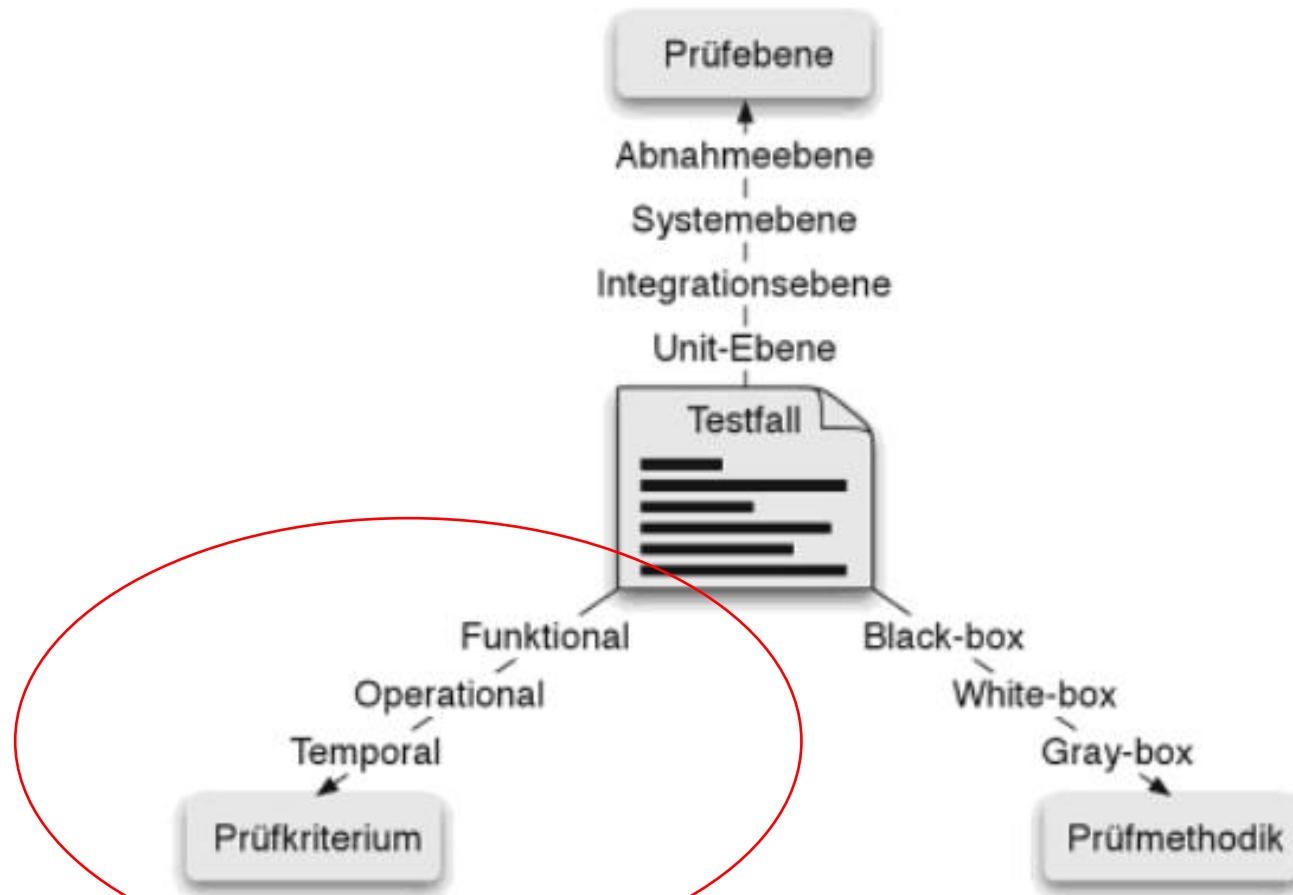 Prüfebene
Abnahmeebene
Systemebene
Integrationsebene
Unit-Ebene
Testfall
Funktional
Black-box
Operational
White-box
Temporal
Gray-box
Prüfkriterium
Prüfmethodik